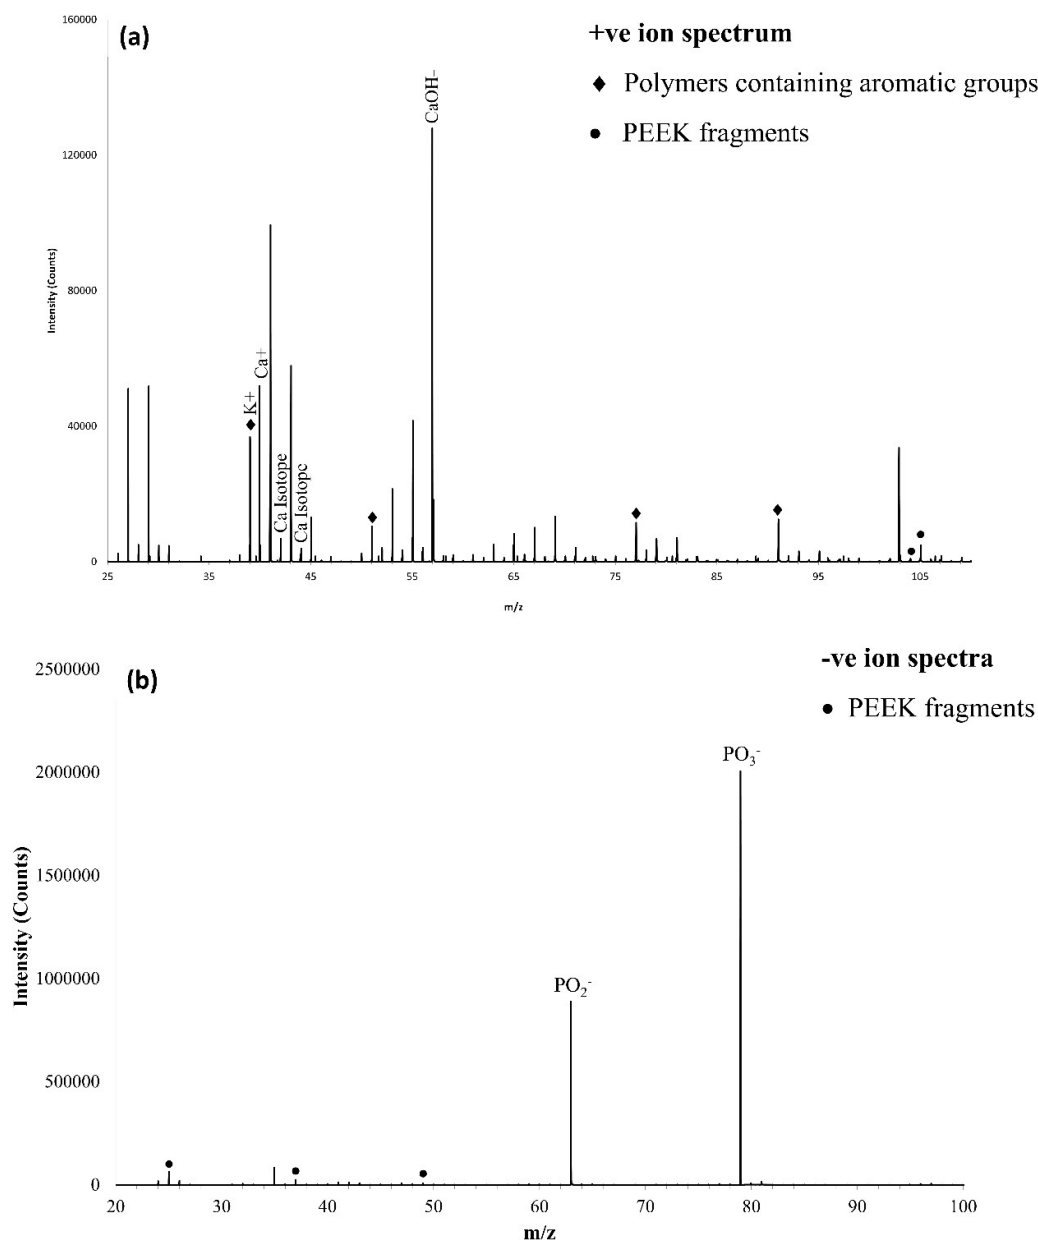 (a)
+ve ion spectrum
◆ Polymers containing aromatic groups
● PEEK fragments
160000
120000
80000
40000
0
Intensity (Counts)
K+
Ca+
Ca Isotope
Ca Isotopc
CaOH–
25 35 45 55 65 75 85 95 105
m/z
(b)
-ve ion spectra
● PEEK fragments
2500000
2000000
1500000
1000000
500000
0
Intensity (Counts)
PO₂⁻
PO₃⁻
20 30 40 50 60 70 80 90 100
m/z